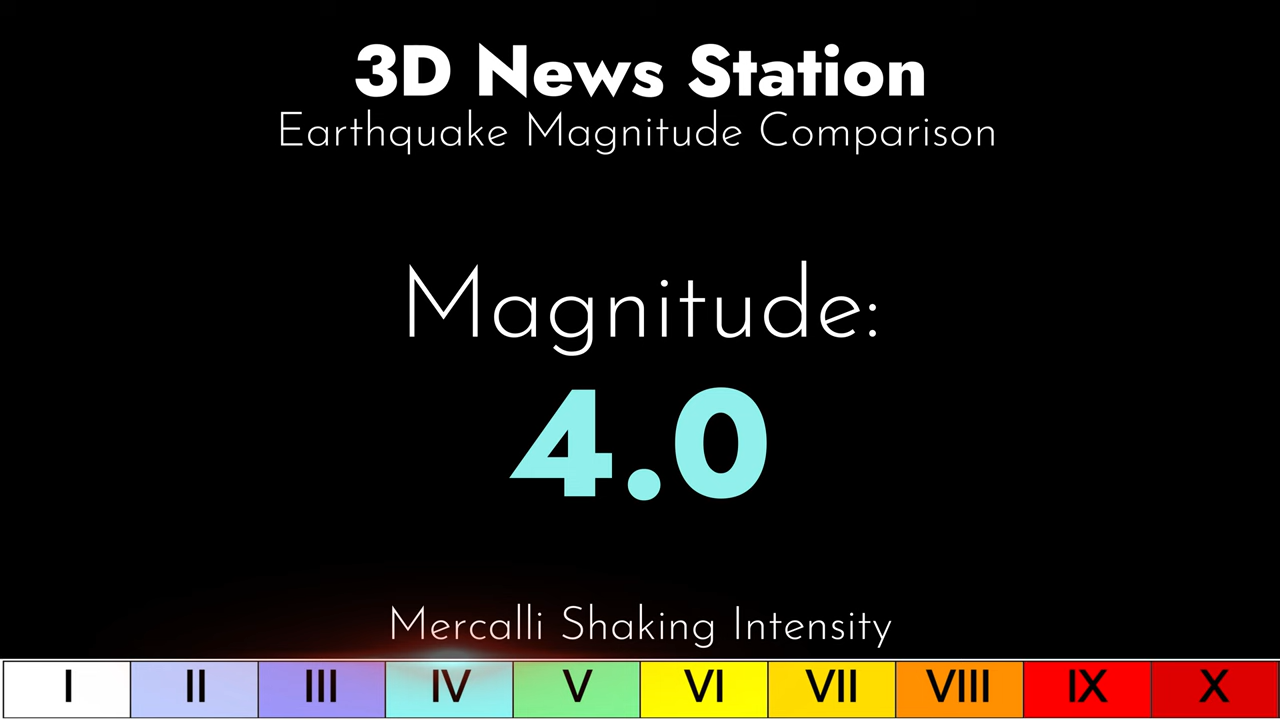 3D News Station
Earthquake Magnitude Comparison
Magnitude:
4.0
Mercalli Shaking Intensity
I II III IV V VI VII VIII IX X